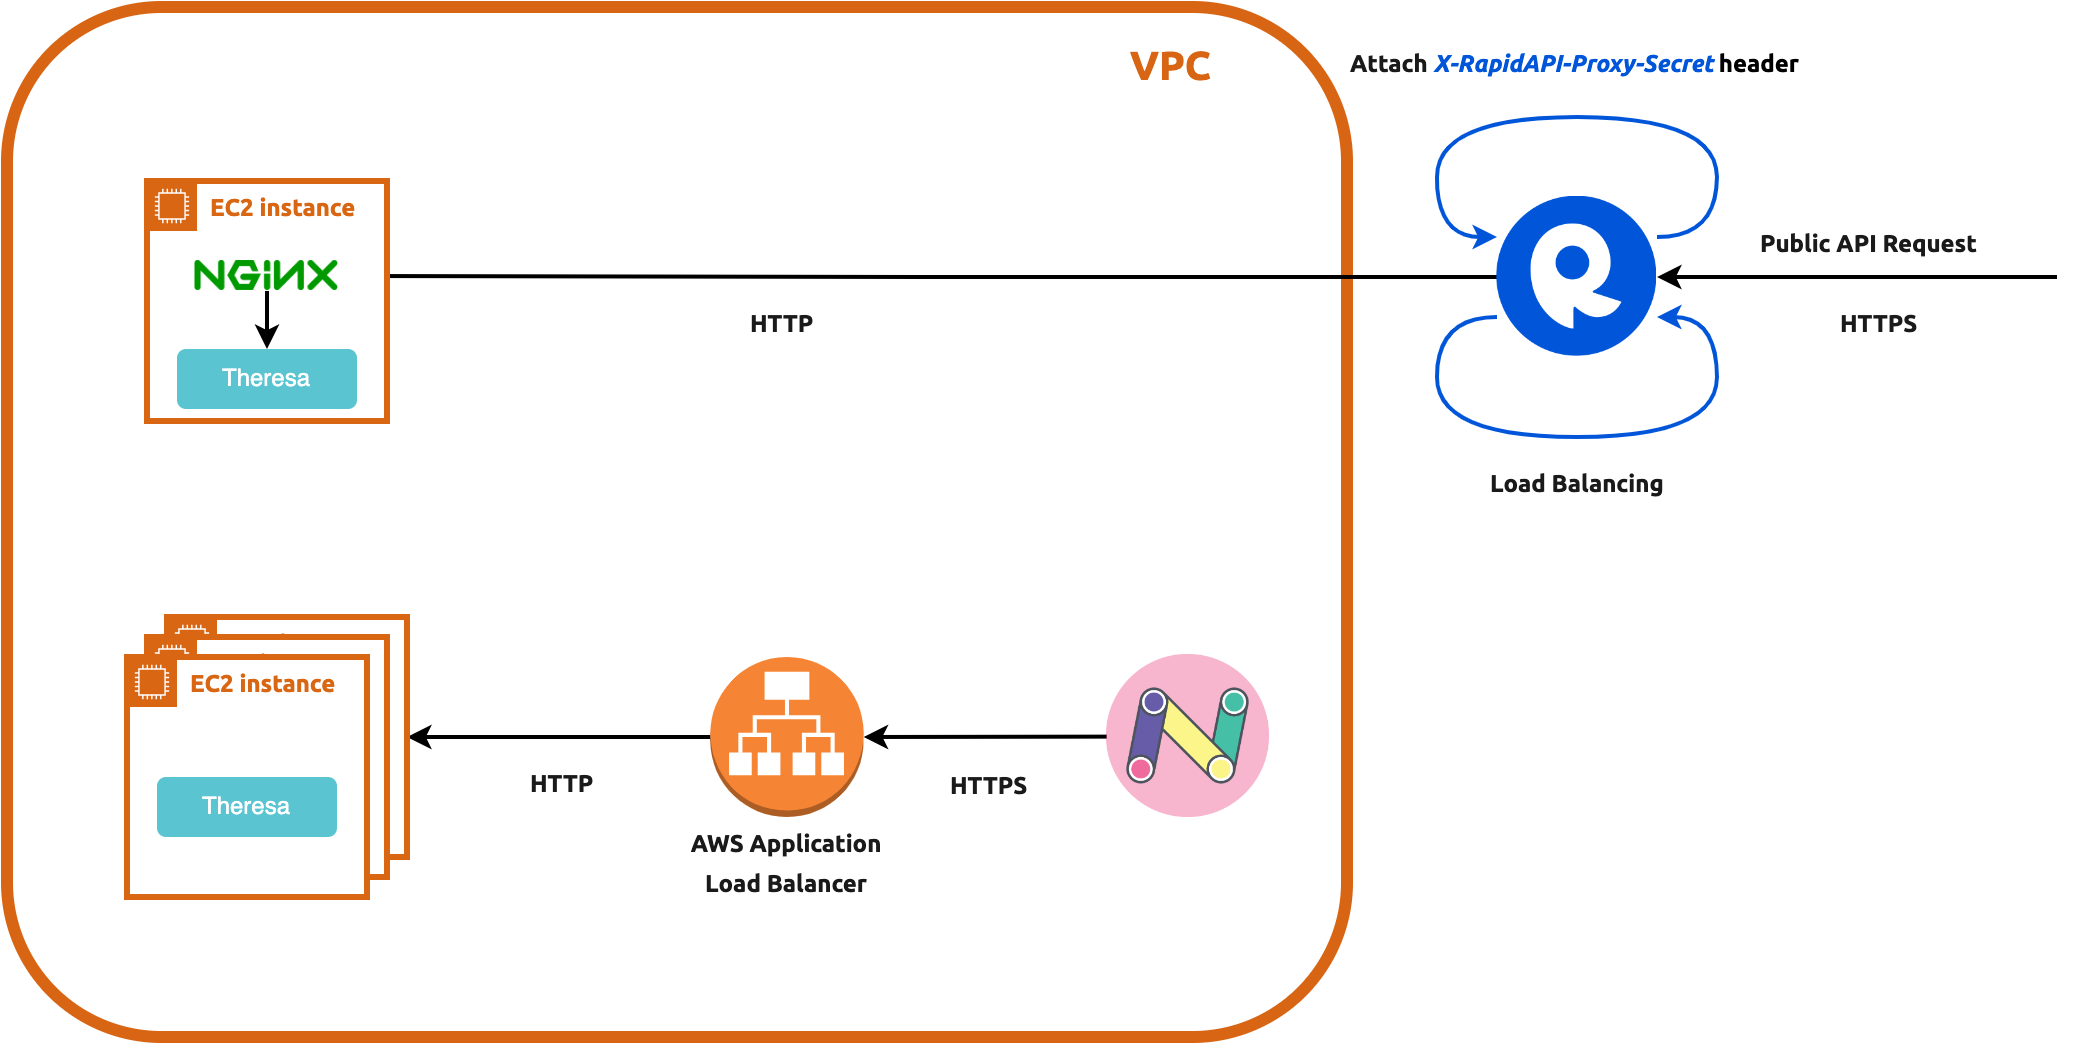 VPC
Attach X-RapidAPI-Proxy-Secret header
EC2 instance
NGINX
Theresa
HTTP
Public API Request
HTTPS
Load Balancing
EC2 instance
Theresa
HTTP
AWS Application
Load Balancer
HTTPS